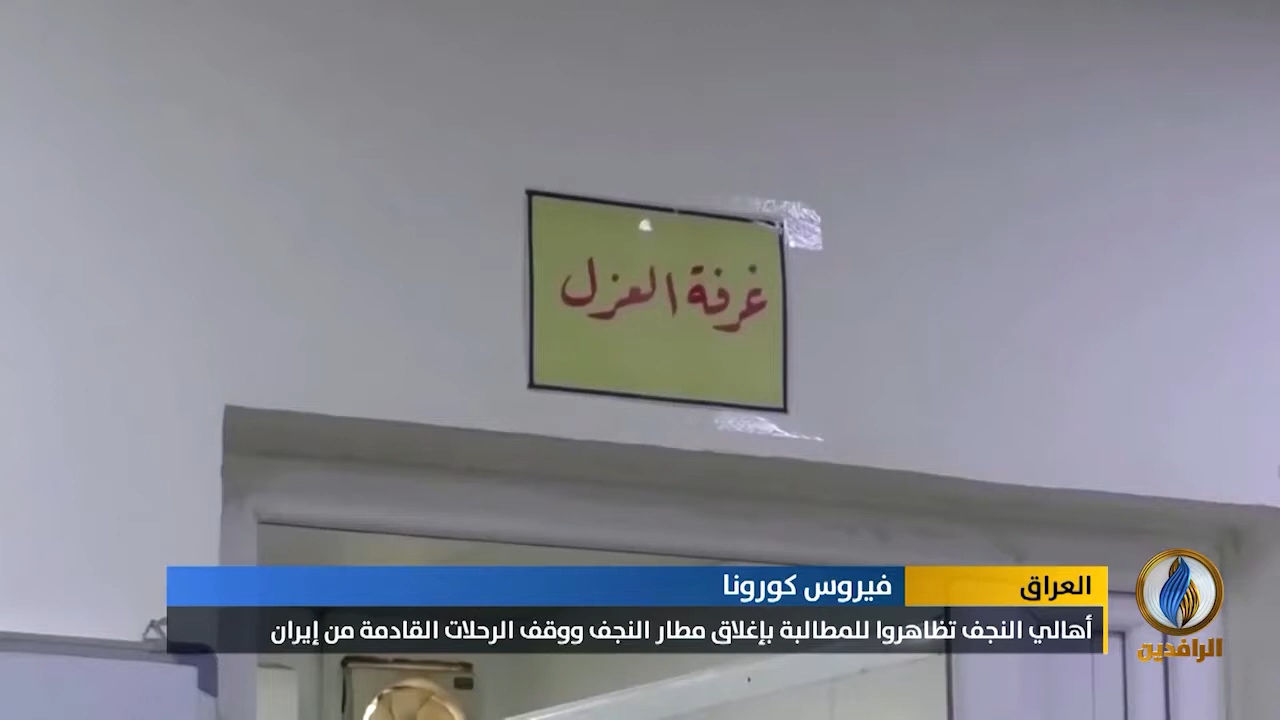 غرفة العزل
العراق
فيروس كورونا
أهالي النجف تظاهروا للمطالبة بإغلاق مطار النجف ووقف الرحلات القادمة من إيران
الرافدين